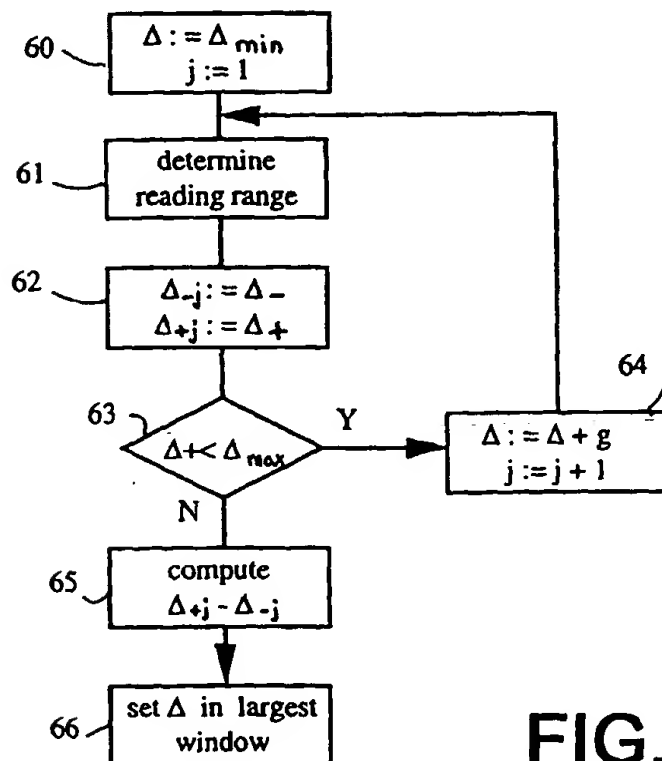 60
Δ := Δ min
j := 1
61
determine
reading range
62
Δ-j := Δ-
Δ+j := Δ+
63
Δ+< Δmax
Y
64
Δ := Δ + g
j := j + 1
N
65
compute
Δ+j - Δ-j
66
set Δ in largest
window
FIG.